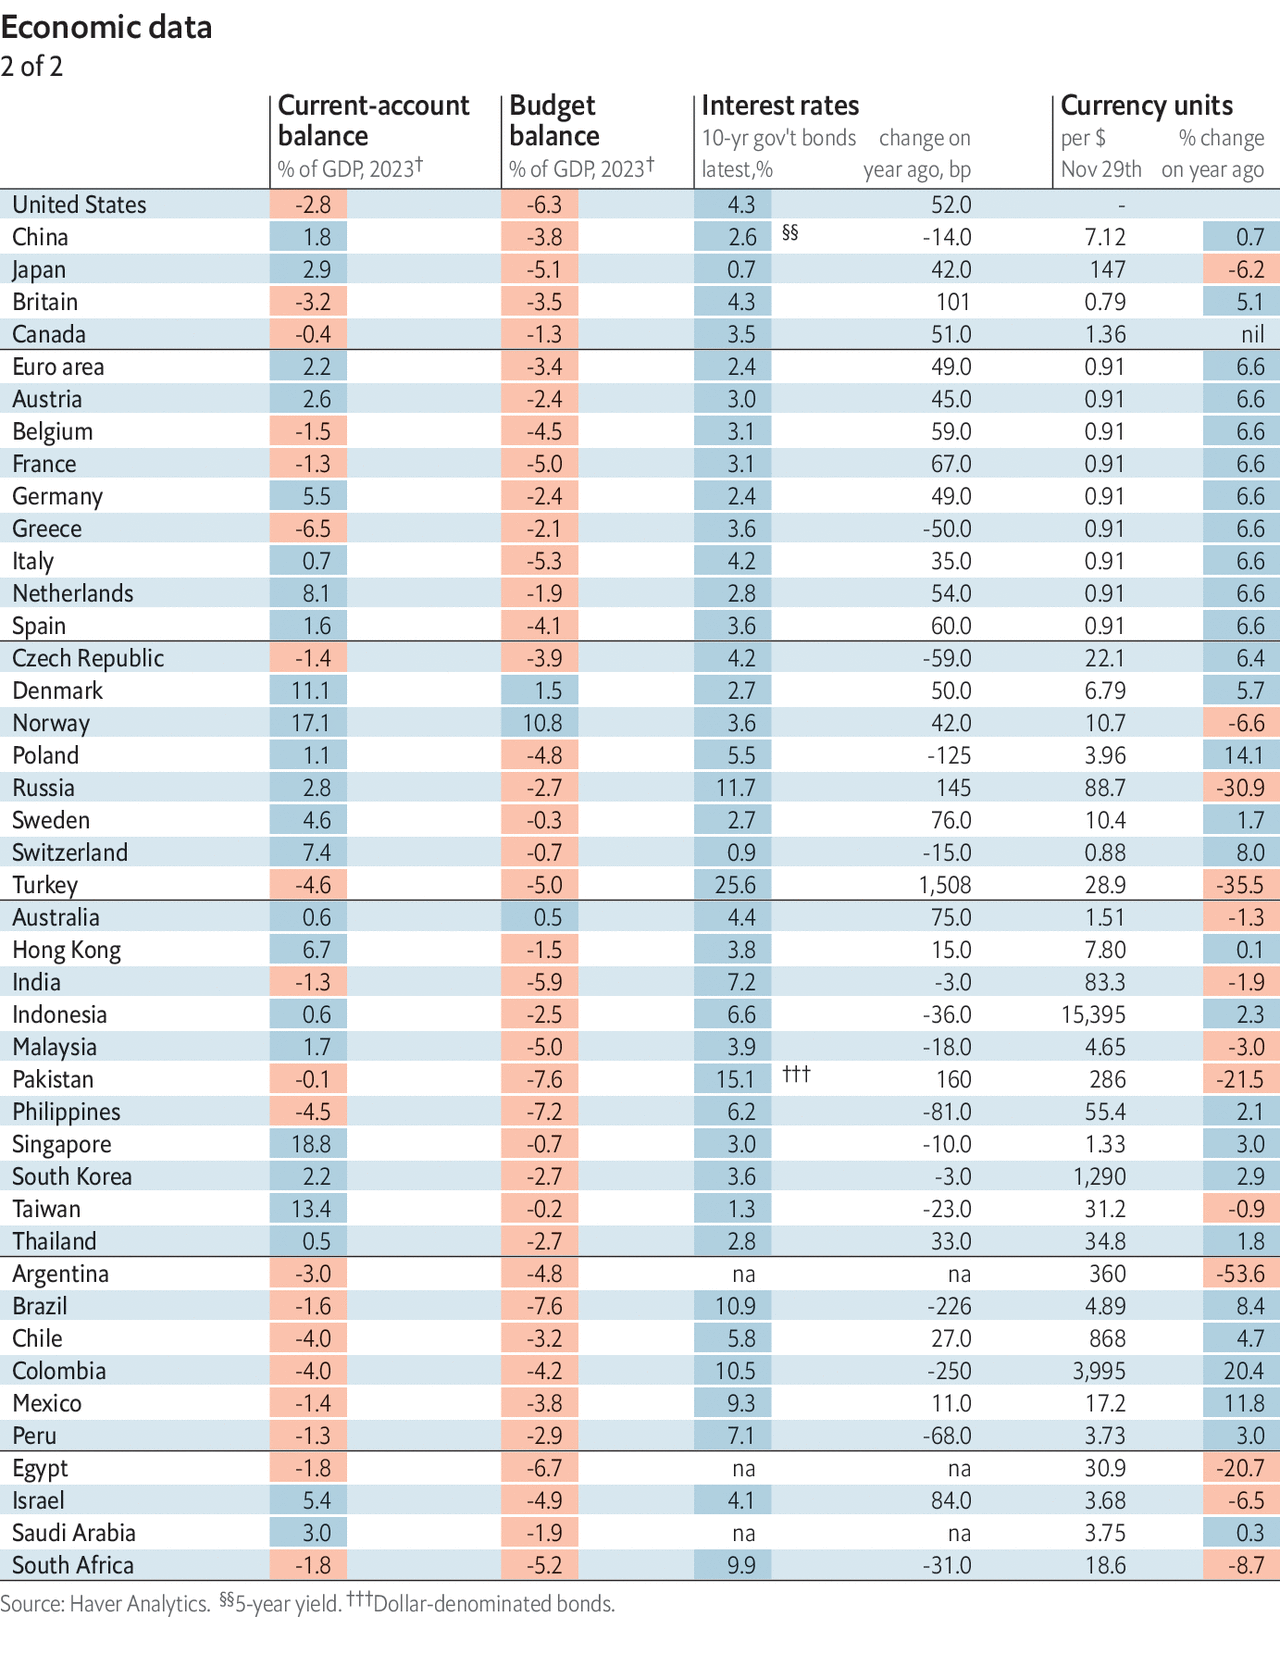 Economic data
2 of 2
Current-account Budget Interest rates Currency units
balance balance 10-yr gov't bonds change on per $ % change
% of GDP, 2023† % of GDP, 2023† latest,% year ago, bp Nov 29th on year ago
United States -2.8 -6.3 4.3 52.0 -
China 1.8 -3.8 2.6 §§ -14.0 7.12 0.7
Japan 2.9 -5.1 0.7 42.0 147 -6.2
Britain -3.2 -3.5 4.3 101 0.79 5.1
Canada -0.4 -1.3 3.5 51.0 1.36 nil
Euro area 2.2 -3.4 2.4 49.0 0.91 6.6
Austria 2.6 -2.4 3.0 45.0 0.91 6.6
Belgium -1.5 -4.5 3.1 59.0 0.91 6.6
France -1.3 -5.0 3.1 67.0 0.91 6.6
Germany 5.5 -2.4 2.4 49.0 0.91 6.6
Greece -6.5 -2.1 3.6 -50.0 0.91 6.6
Italy 0.7 -5.3 4.2 35.0 0.91 6.6
Netherlands 8.1 -1.9 2.8 54.0 0.91 6.6
Spain 1.6 -4.1 3.6 60.0 0.91 6.6
Czech Republic -1.4 -3.9 4.2 -59.0 22.1 6.4
Denmark 11.1 1.5 2.7 50.0 6.79 5.7
Norway 17.1 10.8 3.6 42.0 10.7 -6.6
Poland 1.1 -4.8 5.5 -125 3.96 14.1
Russia 2.8 -2.7 11.7 145 88.7 -30.9
Sweden 4.6 -0.3 2.7 76.0 10.4 1.7
Switzerland 7.4 -0.7 0.9 -15.0 0.88 8.0
Turkey -4.6 -5.0 25.6 1,508 28.9 -35.5
Australia 0.6 0.5 4.4 75.0 1.51 -1.3
Hong Kong 6.7 -1.5 3.8 15.0 7.80 0.1
India -1.3 -5.9 7.2 -3.0 83.3 -1.9
Indonesia 0.6 -2.5 6.6 -36.0 15,395 2.3
Malaysia 1.7 -5.0 3.9 -18.0 4.65 -3.0
Pakistan -0.1 -7.6 15.1 ††† 160 286 -21.5
Philippines -4.5 -7.2 6.2 -81.0 55.4 2.1
Singapore 18.8 -0.7 3.0 -10.0 1.33 3.0
South Korea 2.2 -2.7 3.6 -3.0 1,290 2.9
Taiwan 13.4 -0.2 1.3 -23.0 31.2 -0.9
Thailand 0.5 -2.7 2.8 33.0 34.8 1.8
Argentina -3.0 -4.8 na na 360 -53.6
Brazil -1.6 -7.6 10.9 -226 4.89 8.4
Chile -4.0 -3.2 5.8 27.0 868 4.7
Colombia -4.0 -4.2 10.5 -250 3,995 20.4
Mexico -1.4 -3.8 9.3 11.0 17.2 11.8
Peru -1.3 -2.9 7.1 -68.0 3.73 3.0
Egypt -1.8 -6.7 na na 30.9 -20.7
Israel 5.4 -4.9 4.1 84.0 3.68 -6.5
Saudi Arabia 3.0 -1.9 na na 3.75 0.3
South Africa -1.8 -5.2 9.9 -31.0 18.6 -8.7
Source: Haver Analytics. §§5-year yield. †††Dollar-denominated bonds.